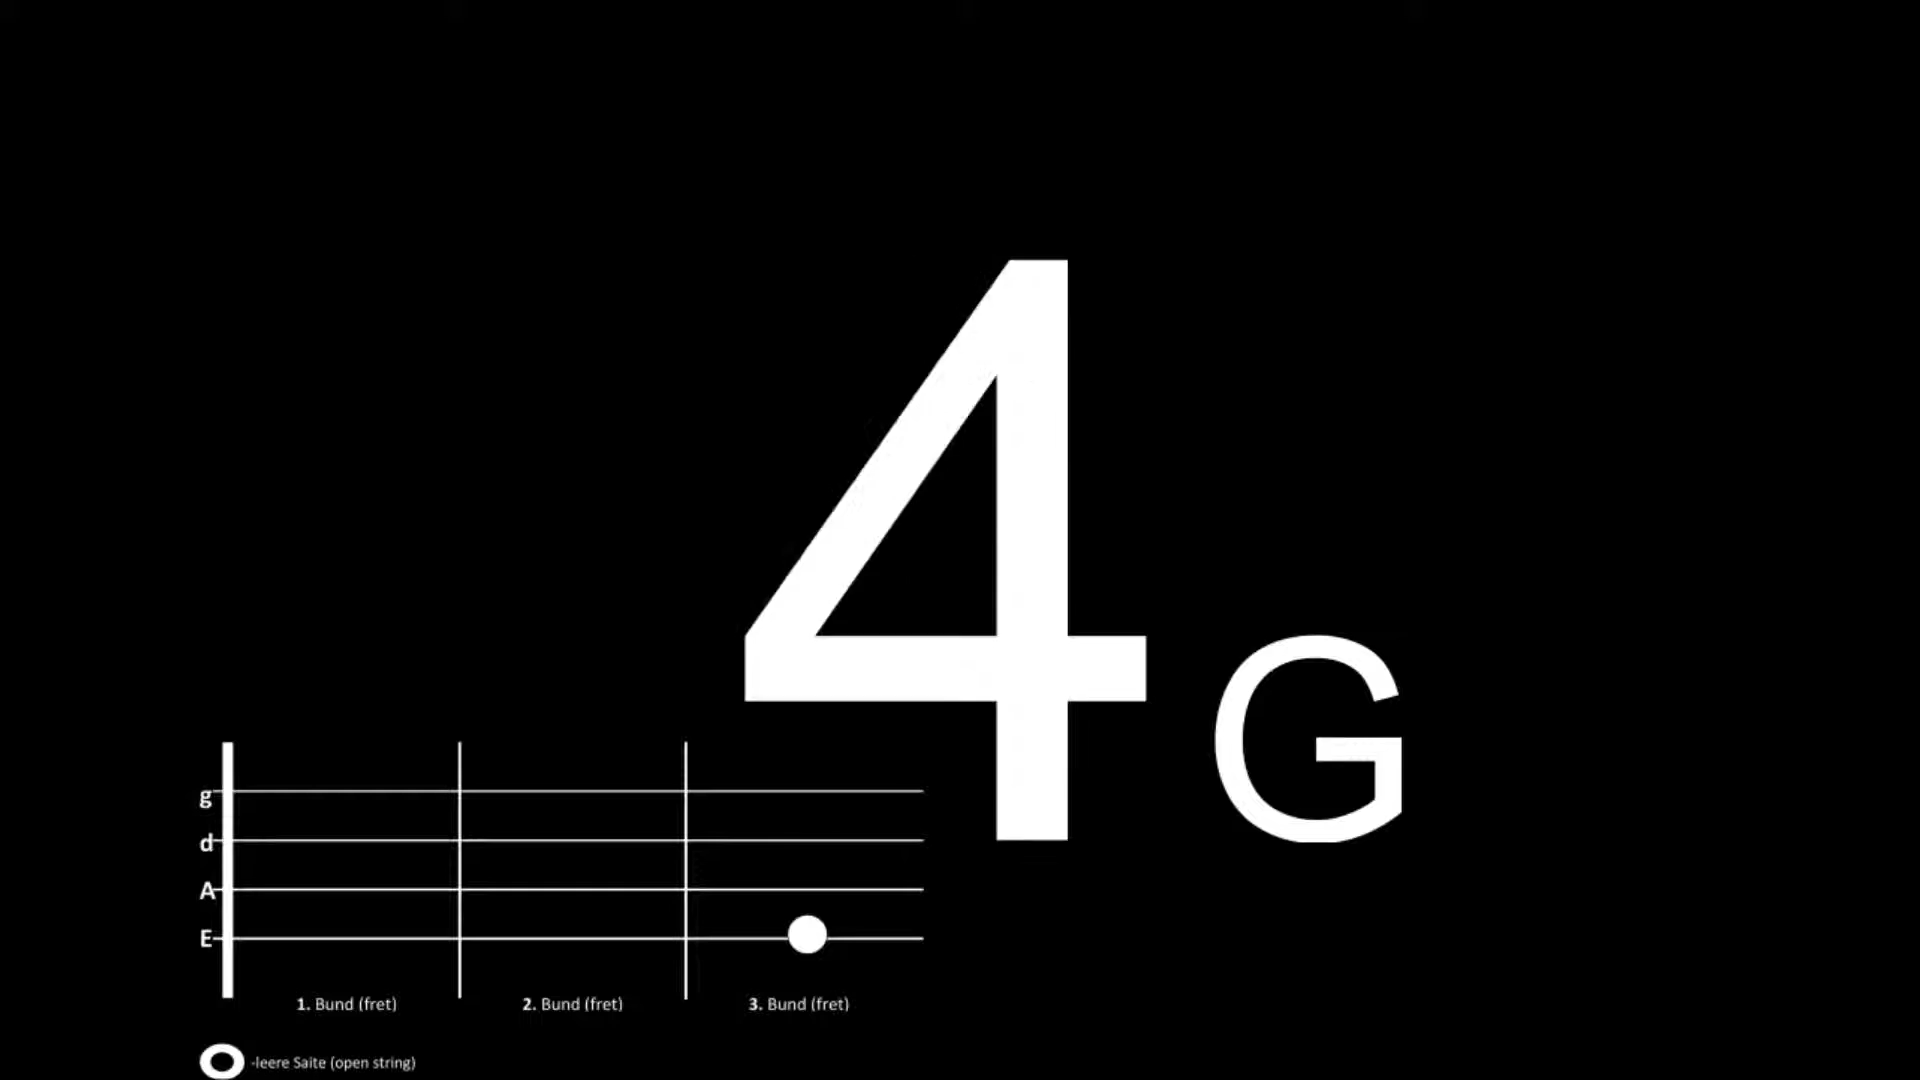 4 G
g
d
A
E
1. Bund (fret) 2. Bund (fret) 3. Bund (fret)
-leere Saite (open string)